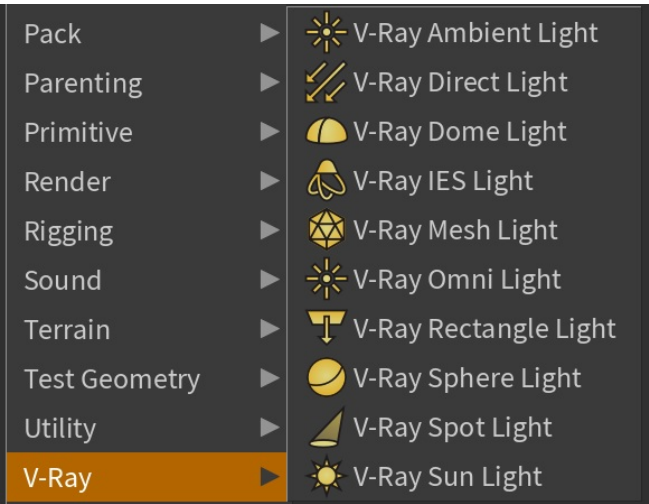 Pack
Parenting
Primitive
Render
Rigging
Sound
Terrain
Test Geometry
Utility
V-Ray
V-Ray Ambient Light
V-Ray Direct Light
V-Ray Dome Light
V-Ray IES Light
V-Ray Mesh Light
V-Ray Omni Light
V-Ray Rectangle Light
V-Ray Sphere Light
V-Ray Spot Light
V-Ray Sun Light